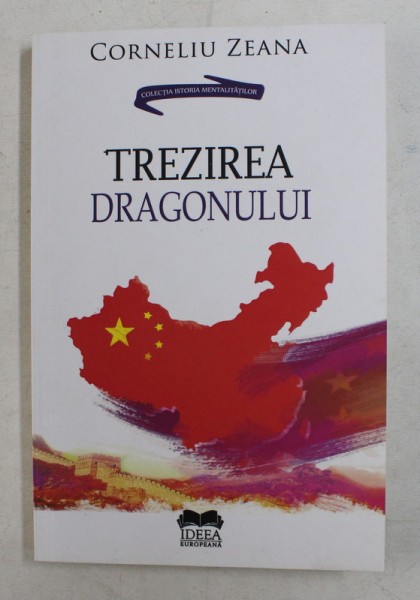 CORNELIU ZEANA
COLECȚIA ISTORIA MENTALITĂȚILOR
TREZIREA
DRAGONULUI
IDEEA
EUROPEANĂ